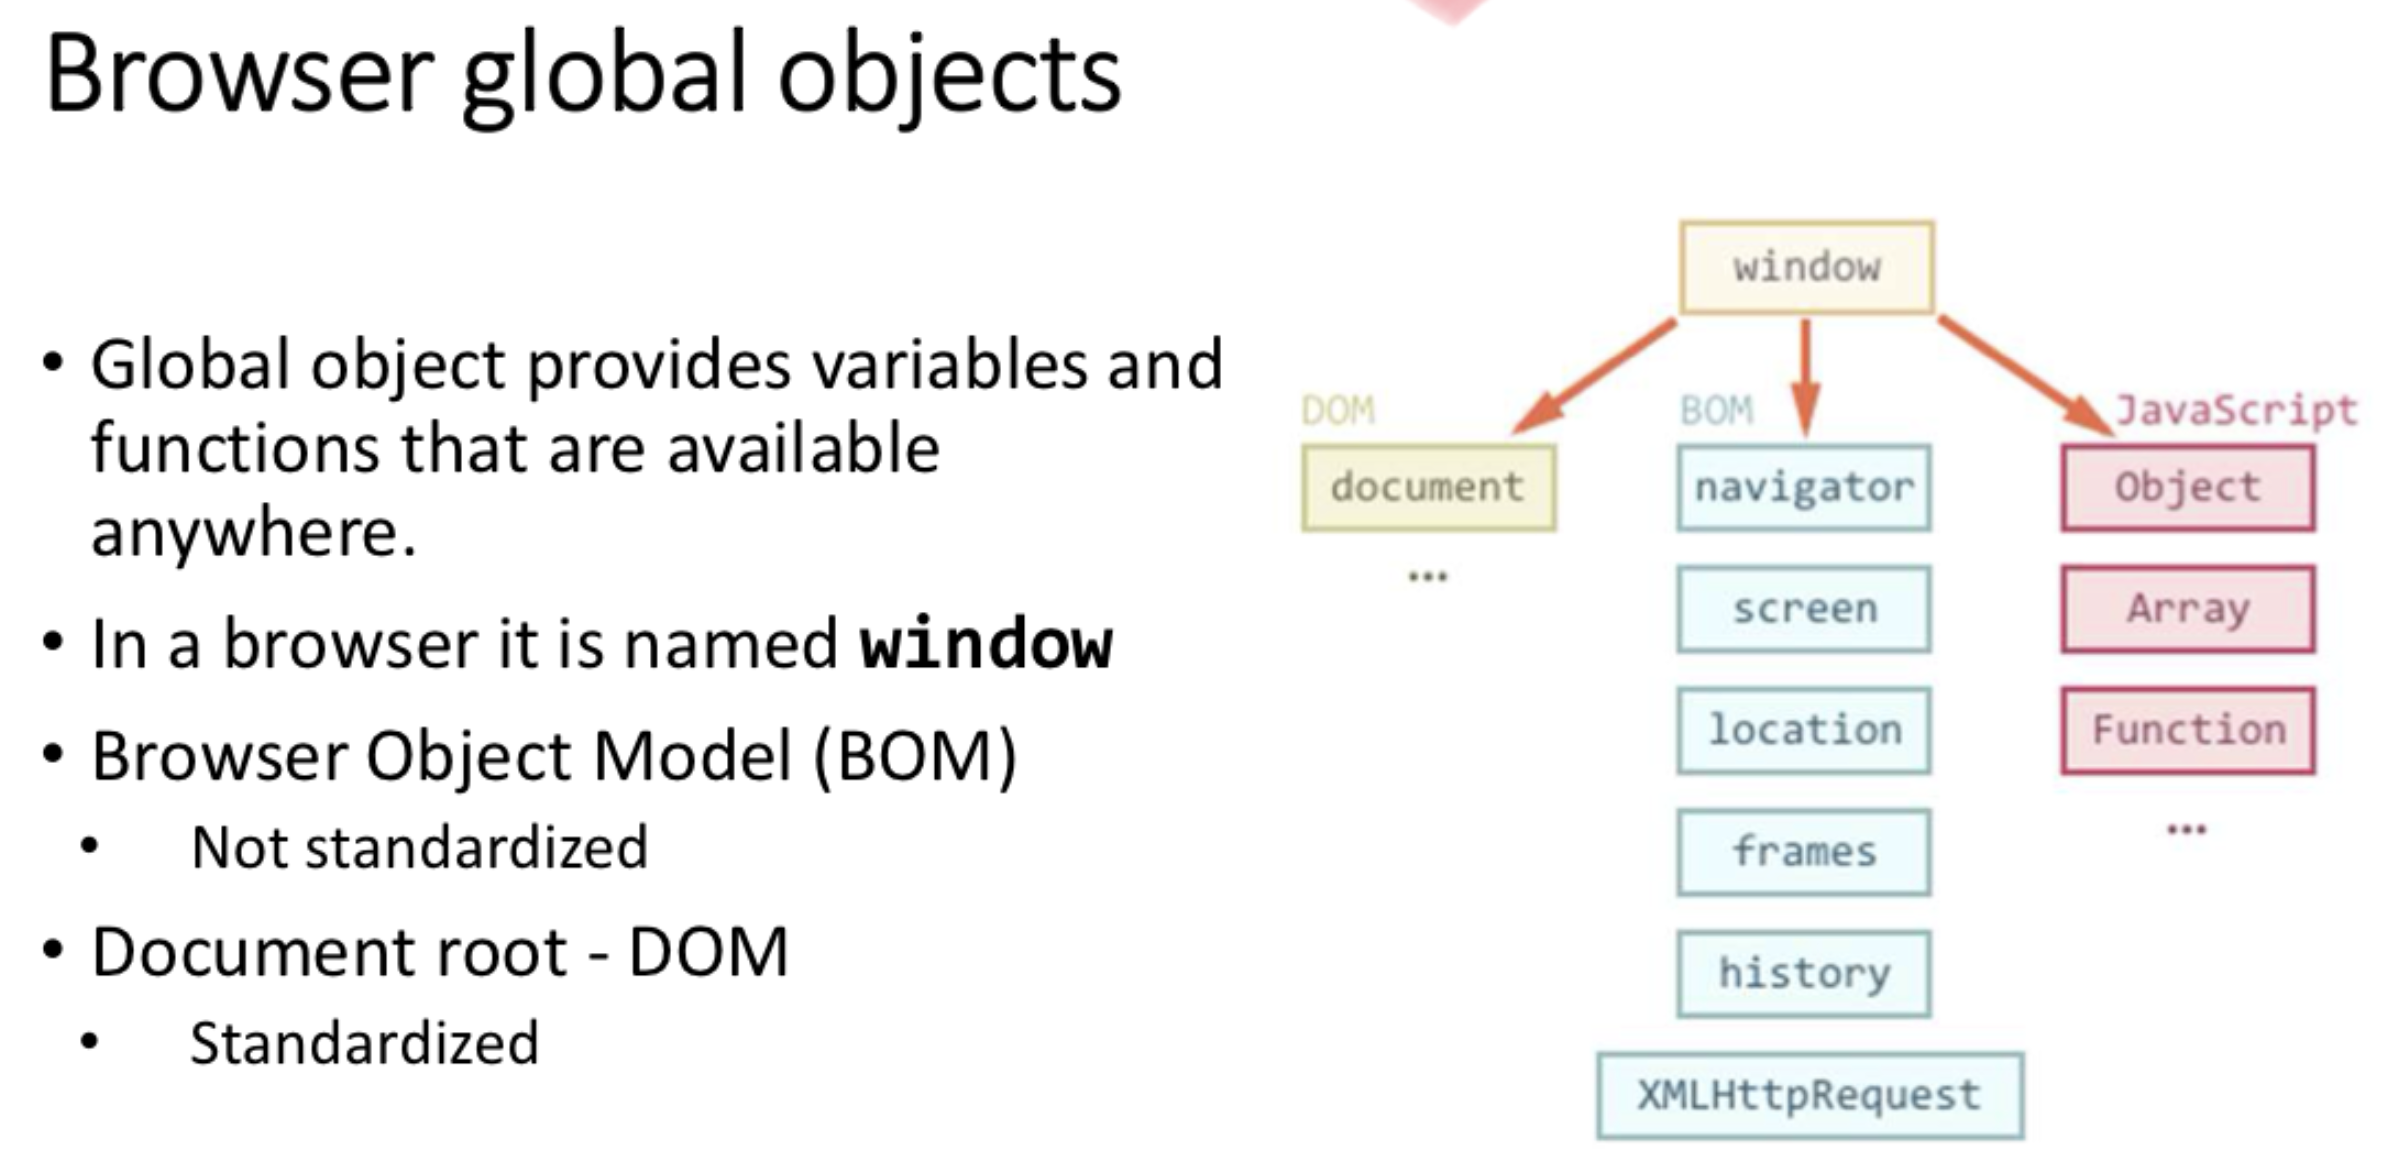 Browser global objects
• Global object provides variables and
functions that are available
anywhere.
• In a browser it is named window
• Browser Object Model (BOM)
• Not standardized
• Document root - DOM
• Standardized
window
DOM
document
...
BOM
navigator
screen
location
frames
history
XMLHttpRequest
JavaScript
Object
Array
Function
...